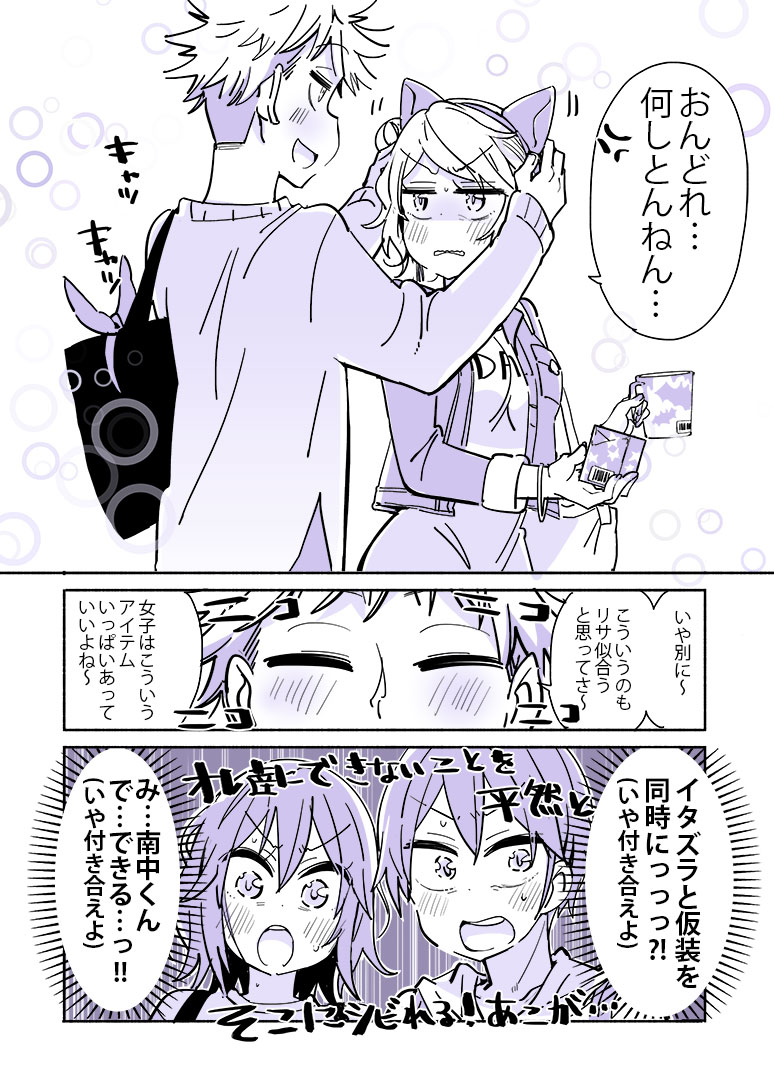 おんどれ…
何しとんねん…
キャッ
キャッ
DA
いや別に〜
こういうのも
リサ似合う
と思ってさ〜
ニコ
ニコ
女子はこういう
アイテム
いっぱいあって
いいよね〜
イタズラと仮装を
同時にっっっ?!
(いや付き合えよ)
オレ達にできないことを
平然と
み…南中くん
で…できる…っ!!
(いや付き合えよ)
そこにシビれる!あこが…